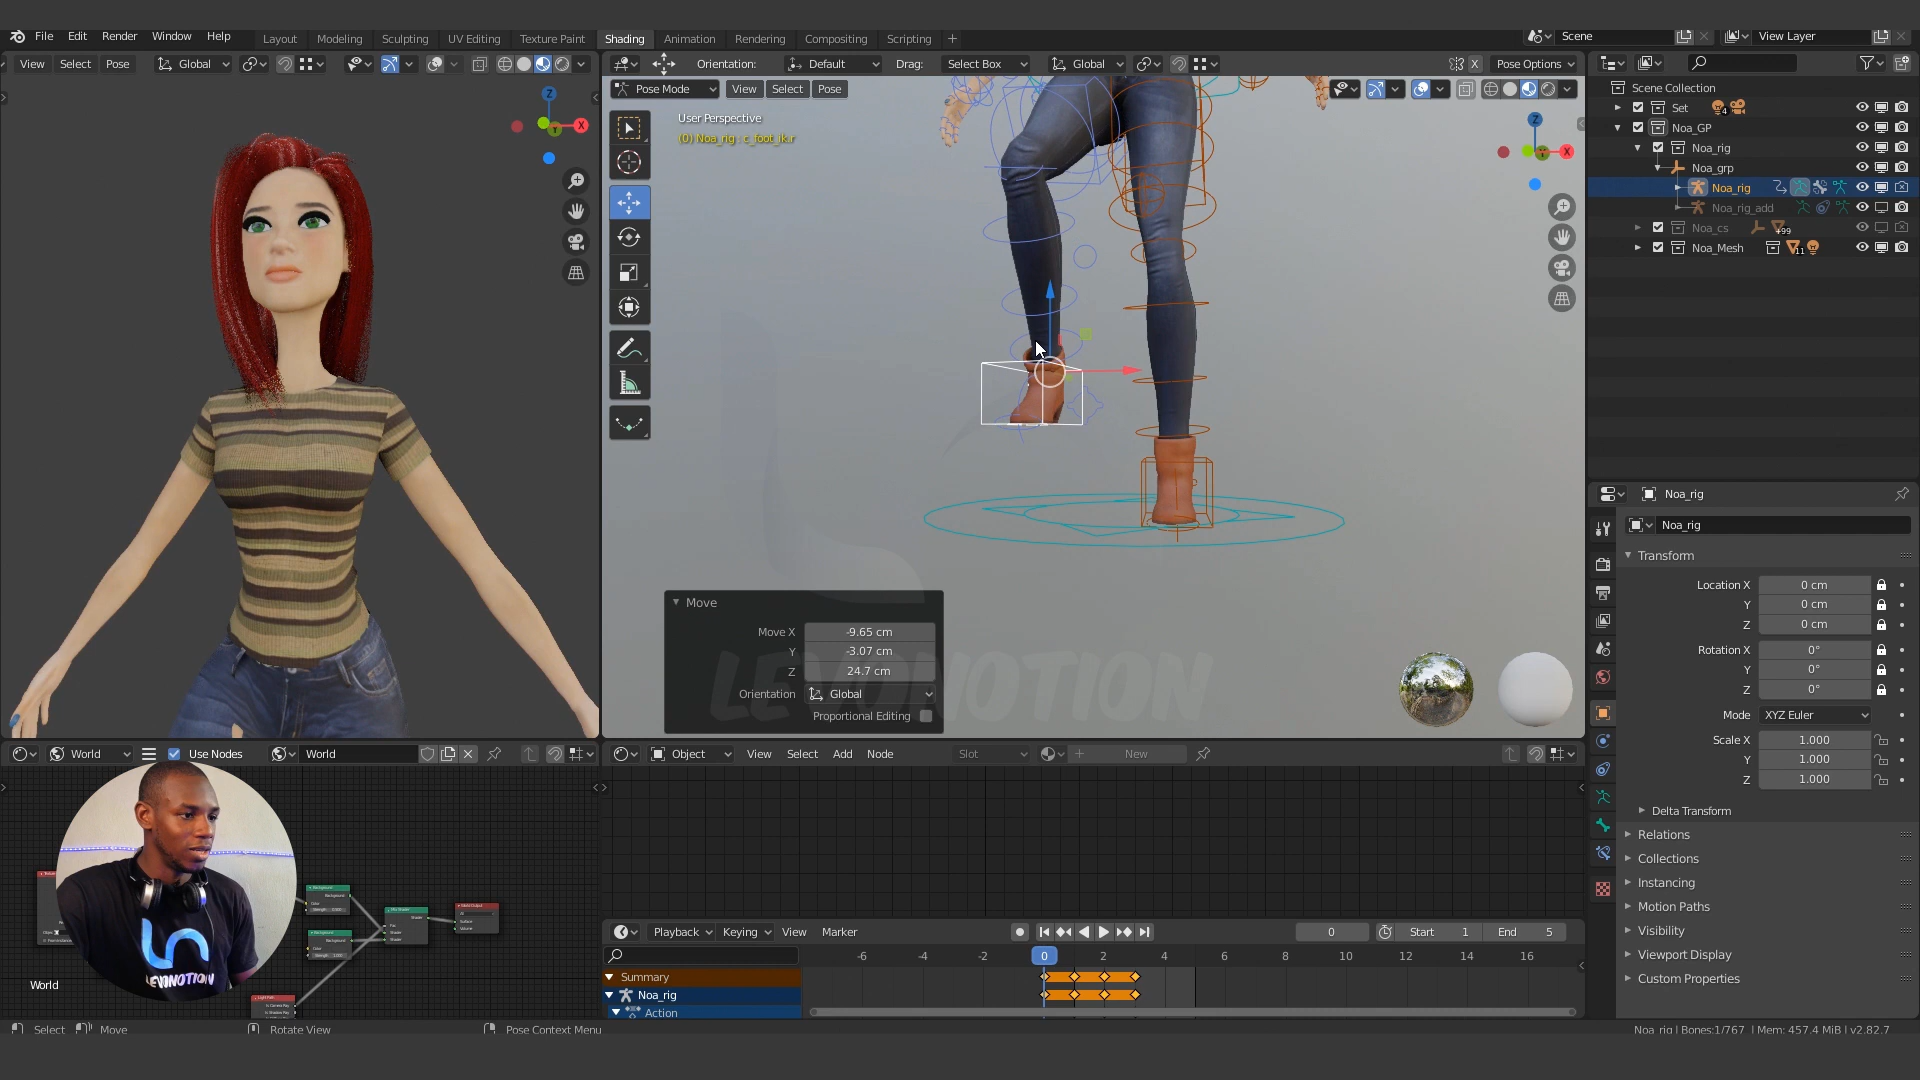 File Edit Render Window Help
Layout Modeling Sculpting UV Editing Texture Paint Shading Animation Rendering Compositing Scripting +
Scene View Layer
View Select Pose Global
Orientation: Default Drag: Select Box Global X Pose Options
Pose Mode View Select Pose
User Perspective
(0) Noa_rig : c_foot_ik.r
Z
X
Z
X
Scene Collection
Set 4
Noa_GP
Noa_rig
Noa_grp
Noa_rig
Noa_rig_add
Noa_cs +99
Noa_Mesh 11
Noa_rig
Noa_rig
Transform
Location X 0 cm
Y 0 cm
Z 0 cm
Rotation X 0°
Y 0°
Z 0°
Mode XYZ Euler
Scale X 1.000
Y 1.000
Z 1.000
Delta Transform
Relations
Collections
Instancing
Motion Paths
Visibility
Viewport Display
Custom Properties
Move
Move X -9.65 cm
Y -3.07 cm
Z 24.7 cm
Orientation Global
Proportional Editing
LEVONOTION
World Use Nodes World
Object View Select Add Node Slot New
LEVONOTION
World
Playback Keying View Marker 0 Start 1 End 5
-6 -4 -2 0 2 4 6 8 10 12 14 16
Summary
Noa_rig
Action
Select Move Rotate View Pose Context Menu
Noa_rig | Bones:1/767 | Mem: 457.4 MiB | v2.82.7